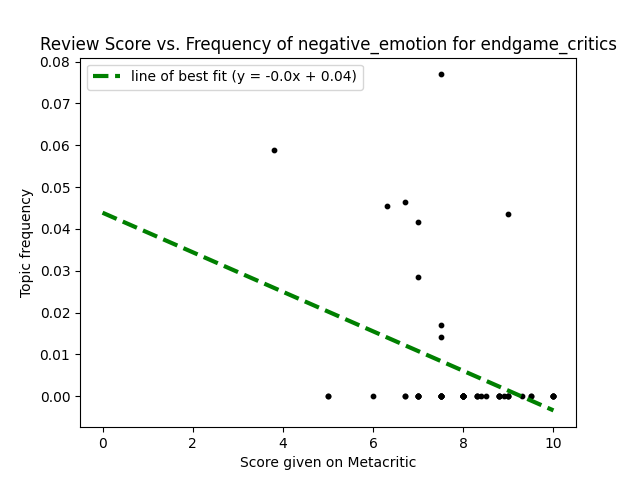 Review Score vs. Frequency of negative_emotion for endgame_critics
line of best fit (y = -0.0x + 0.04)
0.08
0.07
0.06
0.05
0.04
0.03
0.02
0.01
0.00
Topic frequency
0 2 4 6 8 10
Score given on Metacritic